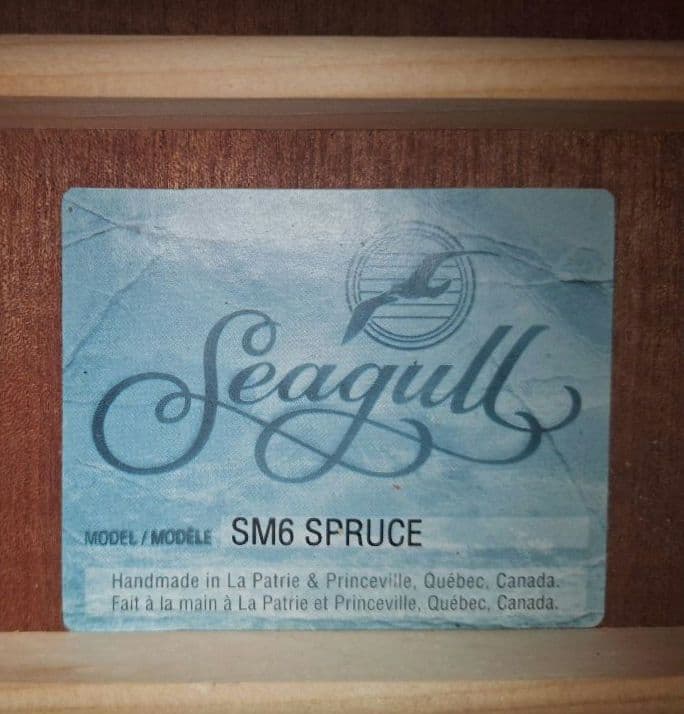 Seagull
MODEL / MODÈLE SM6 SPRUCE
Handmade in La Patrie & Princeville, Québec, Canada.
Fait à la main à La Patrie et Princeville, Québec, Canada.